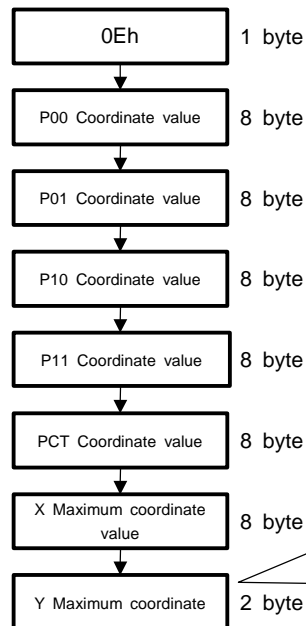 0Eh 1 byte
P00 Coordinate value 8 byte
P01 Coordinate value 8 byte
P10 Coordinate value 8 byte
P11 Coordinate value 8 byte
PCT Coordinate value 8 byte
X Maximum coordinate
value 8 byte
Y Maximum coordinate 2 byte